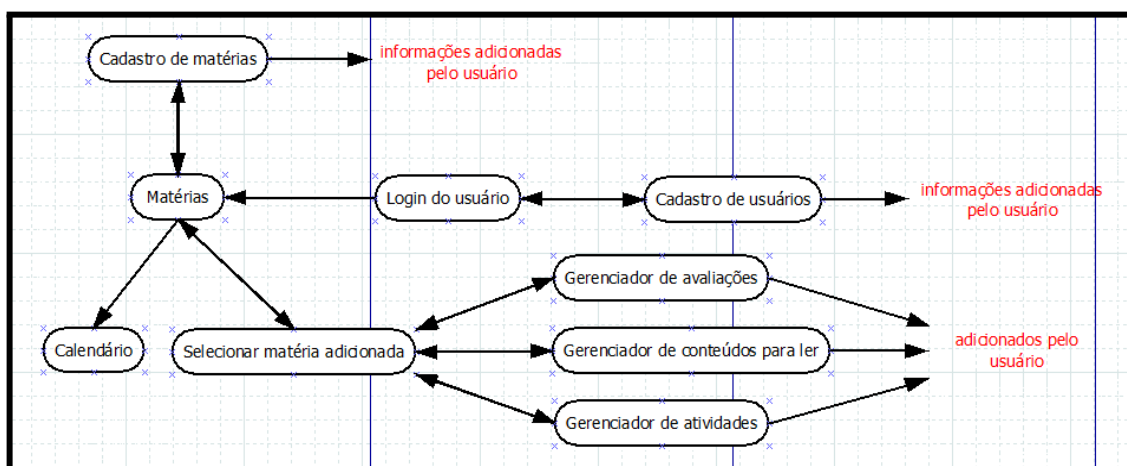 Cadastro de matérias
informações adicionadas
pelo usuário
Matérias
Login do usuário
Cadastro de usuários
informações adicionadas
pelo usuário
Gerenciador de avaliações
Calendário
Selecionar matéria adicionada
Gerenciador de conteúdos para ler
adicionados pelo
usuário
Gerenciador de atividades